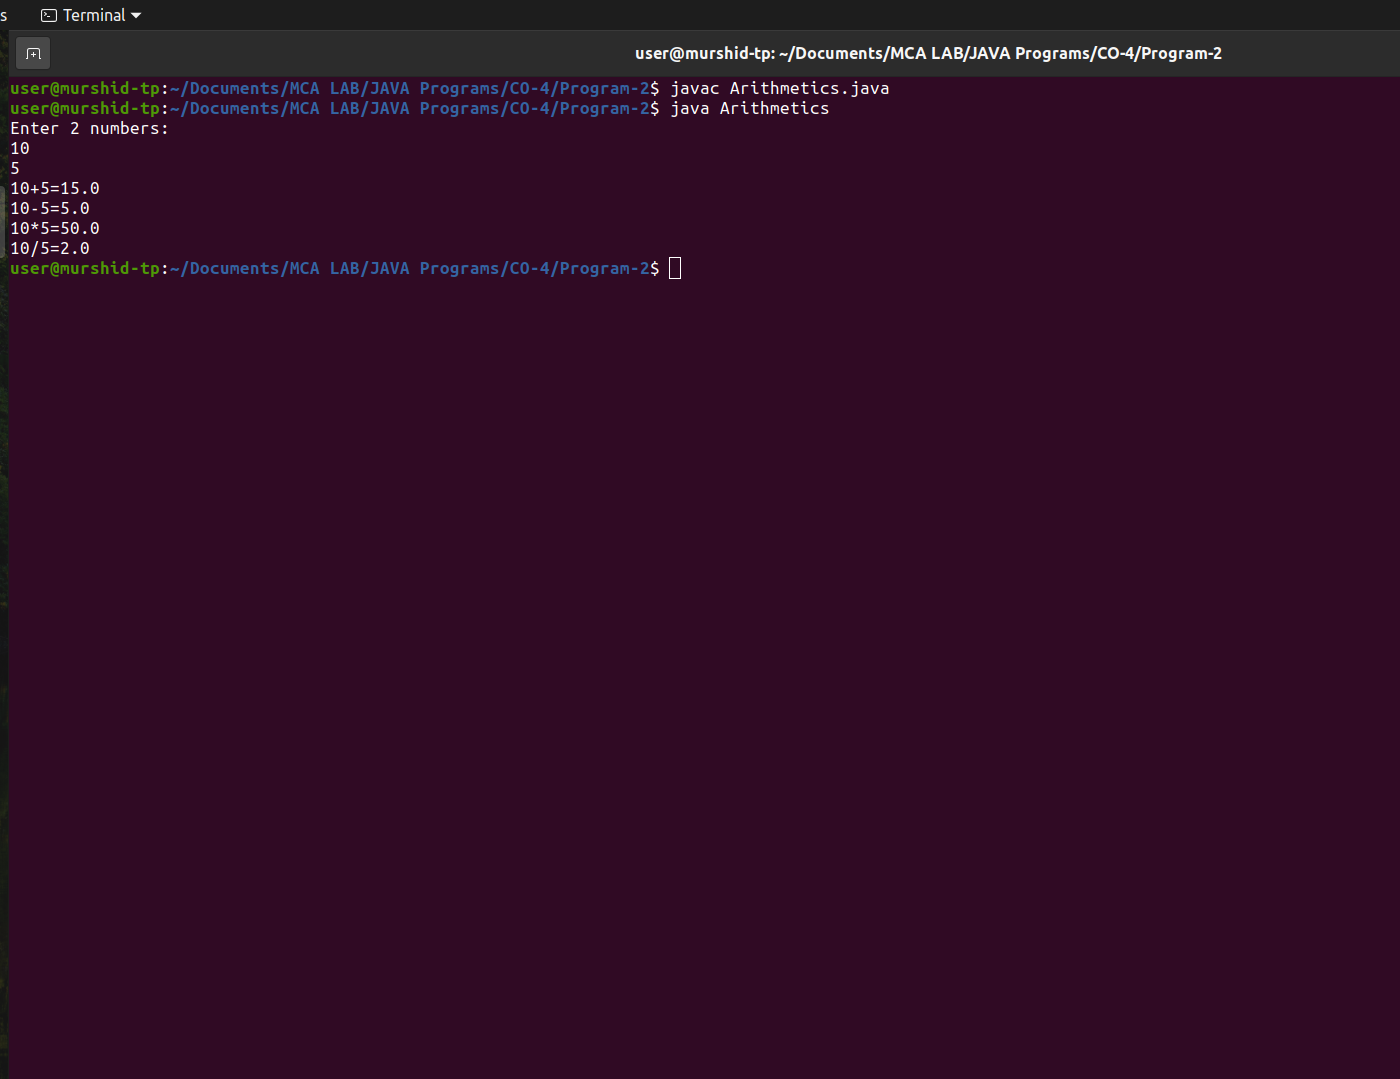 s Terminal
user@murshid-tp: ~/Documents/MCA LAB/JAVA Programs/CO-4/Program-2
user@murshid-tp:~/Documents/MCA LAB/JAVA Programs/CO-4/Program-2$ javac Arithmetics.java
user@murshid-tp:~/Documents/MCA LAB/JAVA Programs/CO-4/Program-2$ java Arithmetics
Enter 2 numbers:
10
5
10+5=15.0
10-5=5.0
10*5=50.0
10/5=2.0
user@murshid-tp:~/Documents/MCA LAB/JAVA Programs/CO-4/Program-2$